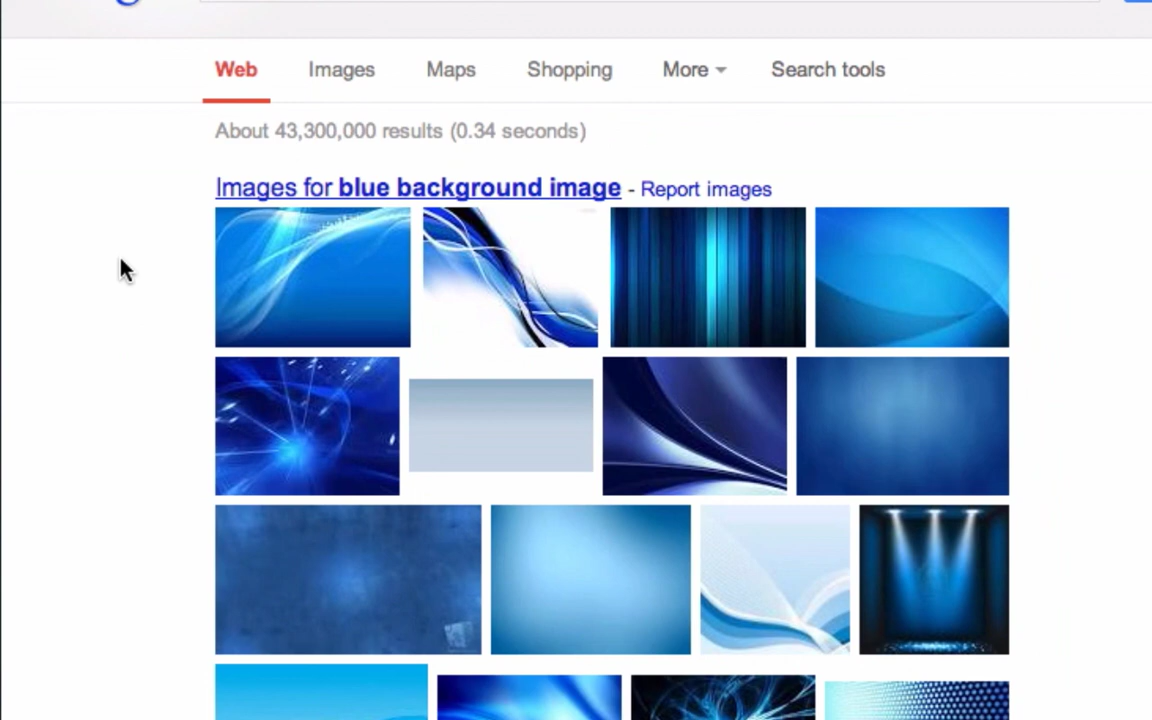 Web Images Maps Shopping More Search tools
About 43,300,000 results (0.34 seconds)
Images for blue background image - Report images